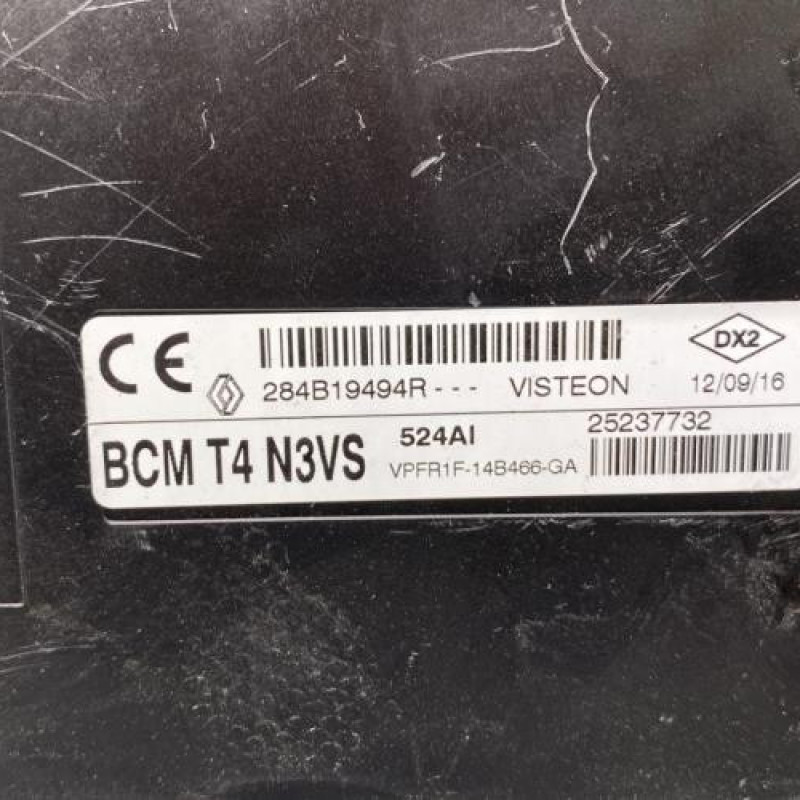 CE 284B19494R--- VISTEON DX2 12/09/16
BCM T4 N3VS 524AI 25237732
VPFR1F-14B466-GA